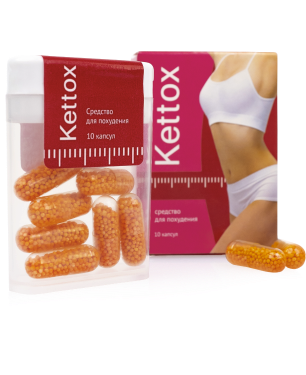 Kettox
Средство
для похудения
10 капсул
Kettox
средство
для похудения
10 капсул